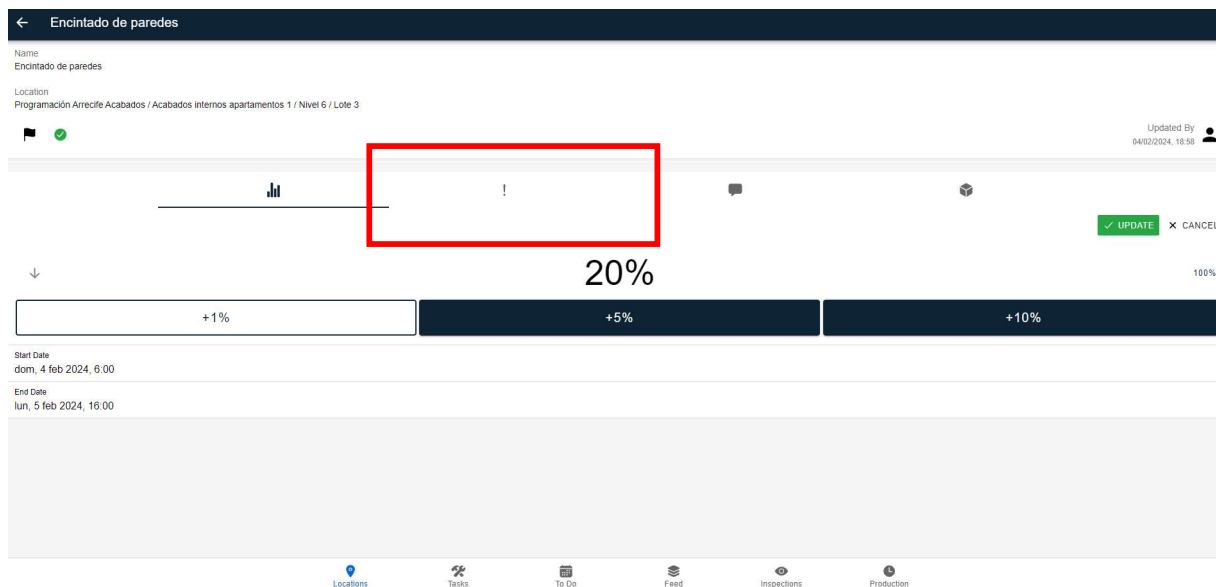 Encintado de paredes
Name
Encintado de paredes
Location
Programación Arrecife Acabados / Acabados internos apartamentos 1 / Nivel 6 / Lote 3
Updated By
04/02/2024, 18:58
!
UPDATE CANCEL
20%
100%
+1% +5% +10%
Start Date
dom, 4 feb 2024, 6:00
End Date
lun, 5 feb 2024, 16:00
Locations Tasks To Do Feed Inspections Production